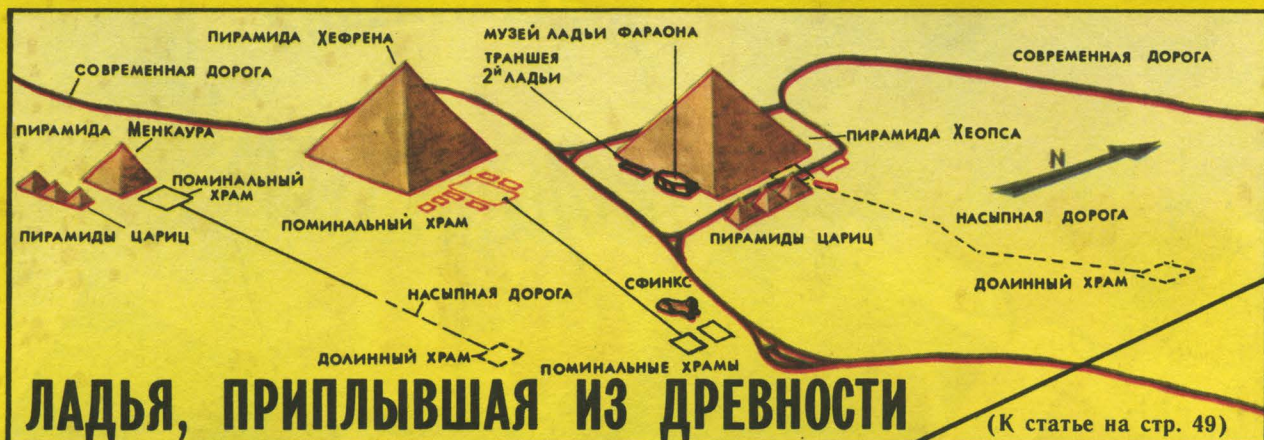 ПИРАМИДА ХЕФРЕНА
МУЗЕЙ ЛАДЬИ ФАРАОНА
ТРАНШЕЯ
2й ЛАДЬИ
СОВРЕМЕННАЯ ДОРОГА
СОВРЕМЕННАЯ ДОРОГА
ПИРАМИДА МЕНКАУРА
ПИРАМИДА ХЕОПСА
N
ПОМИНАЛЬНЫЙ
ХРАМ
ПИРАМИДЫ ЦАРИЦ
ПОМИНАЛЬНЫЙ ХРАМ
ПИРАМИДЫ ЦАРИЦ
НАСЫПНАЯ ДОРОГА
СФИНКС
ДОЛИННЫЙ ХРАМ
НАСЫПНАЯ ДОРОГА
ДОЛИННЫЙ ХРАМ
ПОМИНАЛЬНЫЕ ХРАМЫ
ЛАДЬЯ, ПРИПЛЫВШАЯ ИЗ ДРЕВНОСТИ
(К статье на стр. 49)